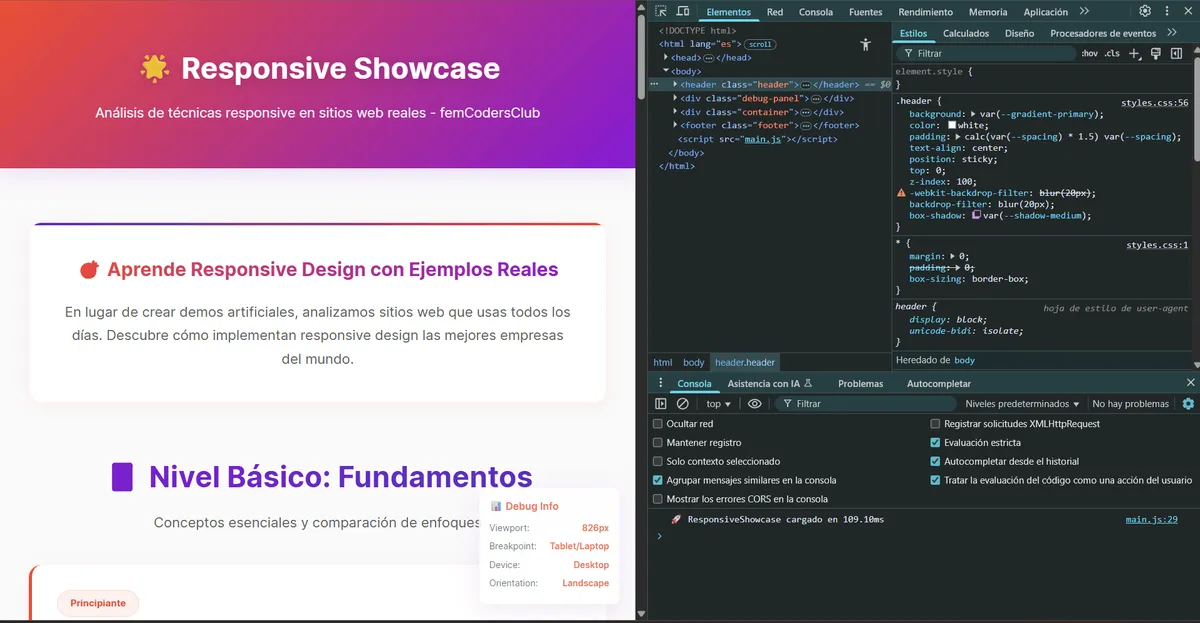 Responsive Showcase
Análisis de técnicas responsive en sitios web reales - femCodersClub
Aprende Responsive Design con Ejemplos Reales
En lugar de crear demos artificiales, analizamos sitios web que usas todos los
días. Descubre cómo implementan responsive design las mejores empresas
del mundo.
Nivel Básico: Fundamentos
Conceptos esenciales y comparación de enfoques
Principiante
Debug Info
Viewport: 826px
Breakpoint: Tablet/Laptop
Device: Desktop
Orientation: Landscape
Elementos Red Consola Fuentes Rendimiento Memoria Aplicación
<!DOCTYPE html>
<html lang="es"> scroll
<head> ⋯ </head>
<body>
<header class="header"> ⋯ </header> == $0
<div class="debug-panel"> ⋯ </div>
<div class="container"> ⋯ </div>
<footer class="footer"> ⋯ </footer>
<script src="main.js"></script>
</body>
</html>
html body header.header
Estilos Calculados Diseño Procesadores de eventos
Filtrar :hov .cls
element.style {
}
.header { styles.css:56
background: var(--gradient-primary);
color: white;
padding: calc(var(--spacing) * 1.5) var(--spacing);
text-align: center;
position: sticky;
top: 0;
z-index: 100;
-webkit-backdrop-filter: blur(20px);
backdrop-filter: blur(20px);
box-shadow: var(--shadow-medium);
}
* { styles.css:1
margin: 0;
padding: 0;
box-sizing: border-box;
}
header { hoja de estilo de user-agent
display: block;
unicode-bidi: isolate;
}
Heredado de body
Consola Asistencia con IA Problemas Autocompletar
top Filtrar Niveles predeterminados No hay problemas
Ocultar red Registrar solicitudes XMLHttpRequest
Mantener registro Evaluación estricta
Solo contexto seleccionado Autocompletar desde el historial
Agrupar mensajes similares en la consola Tratar la evaluación del código como una acción del usuario
Mostrar los errores CORS en la consola
🚀 ResponsiveShowcase cargado en 109.10ms main.js:29